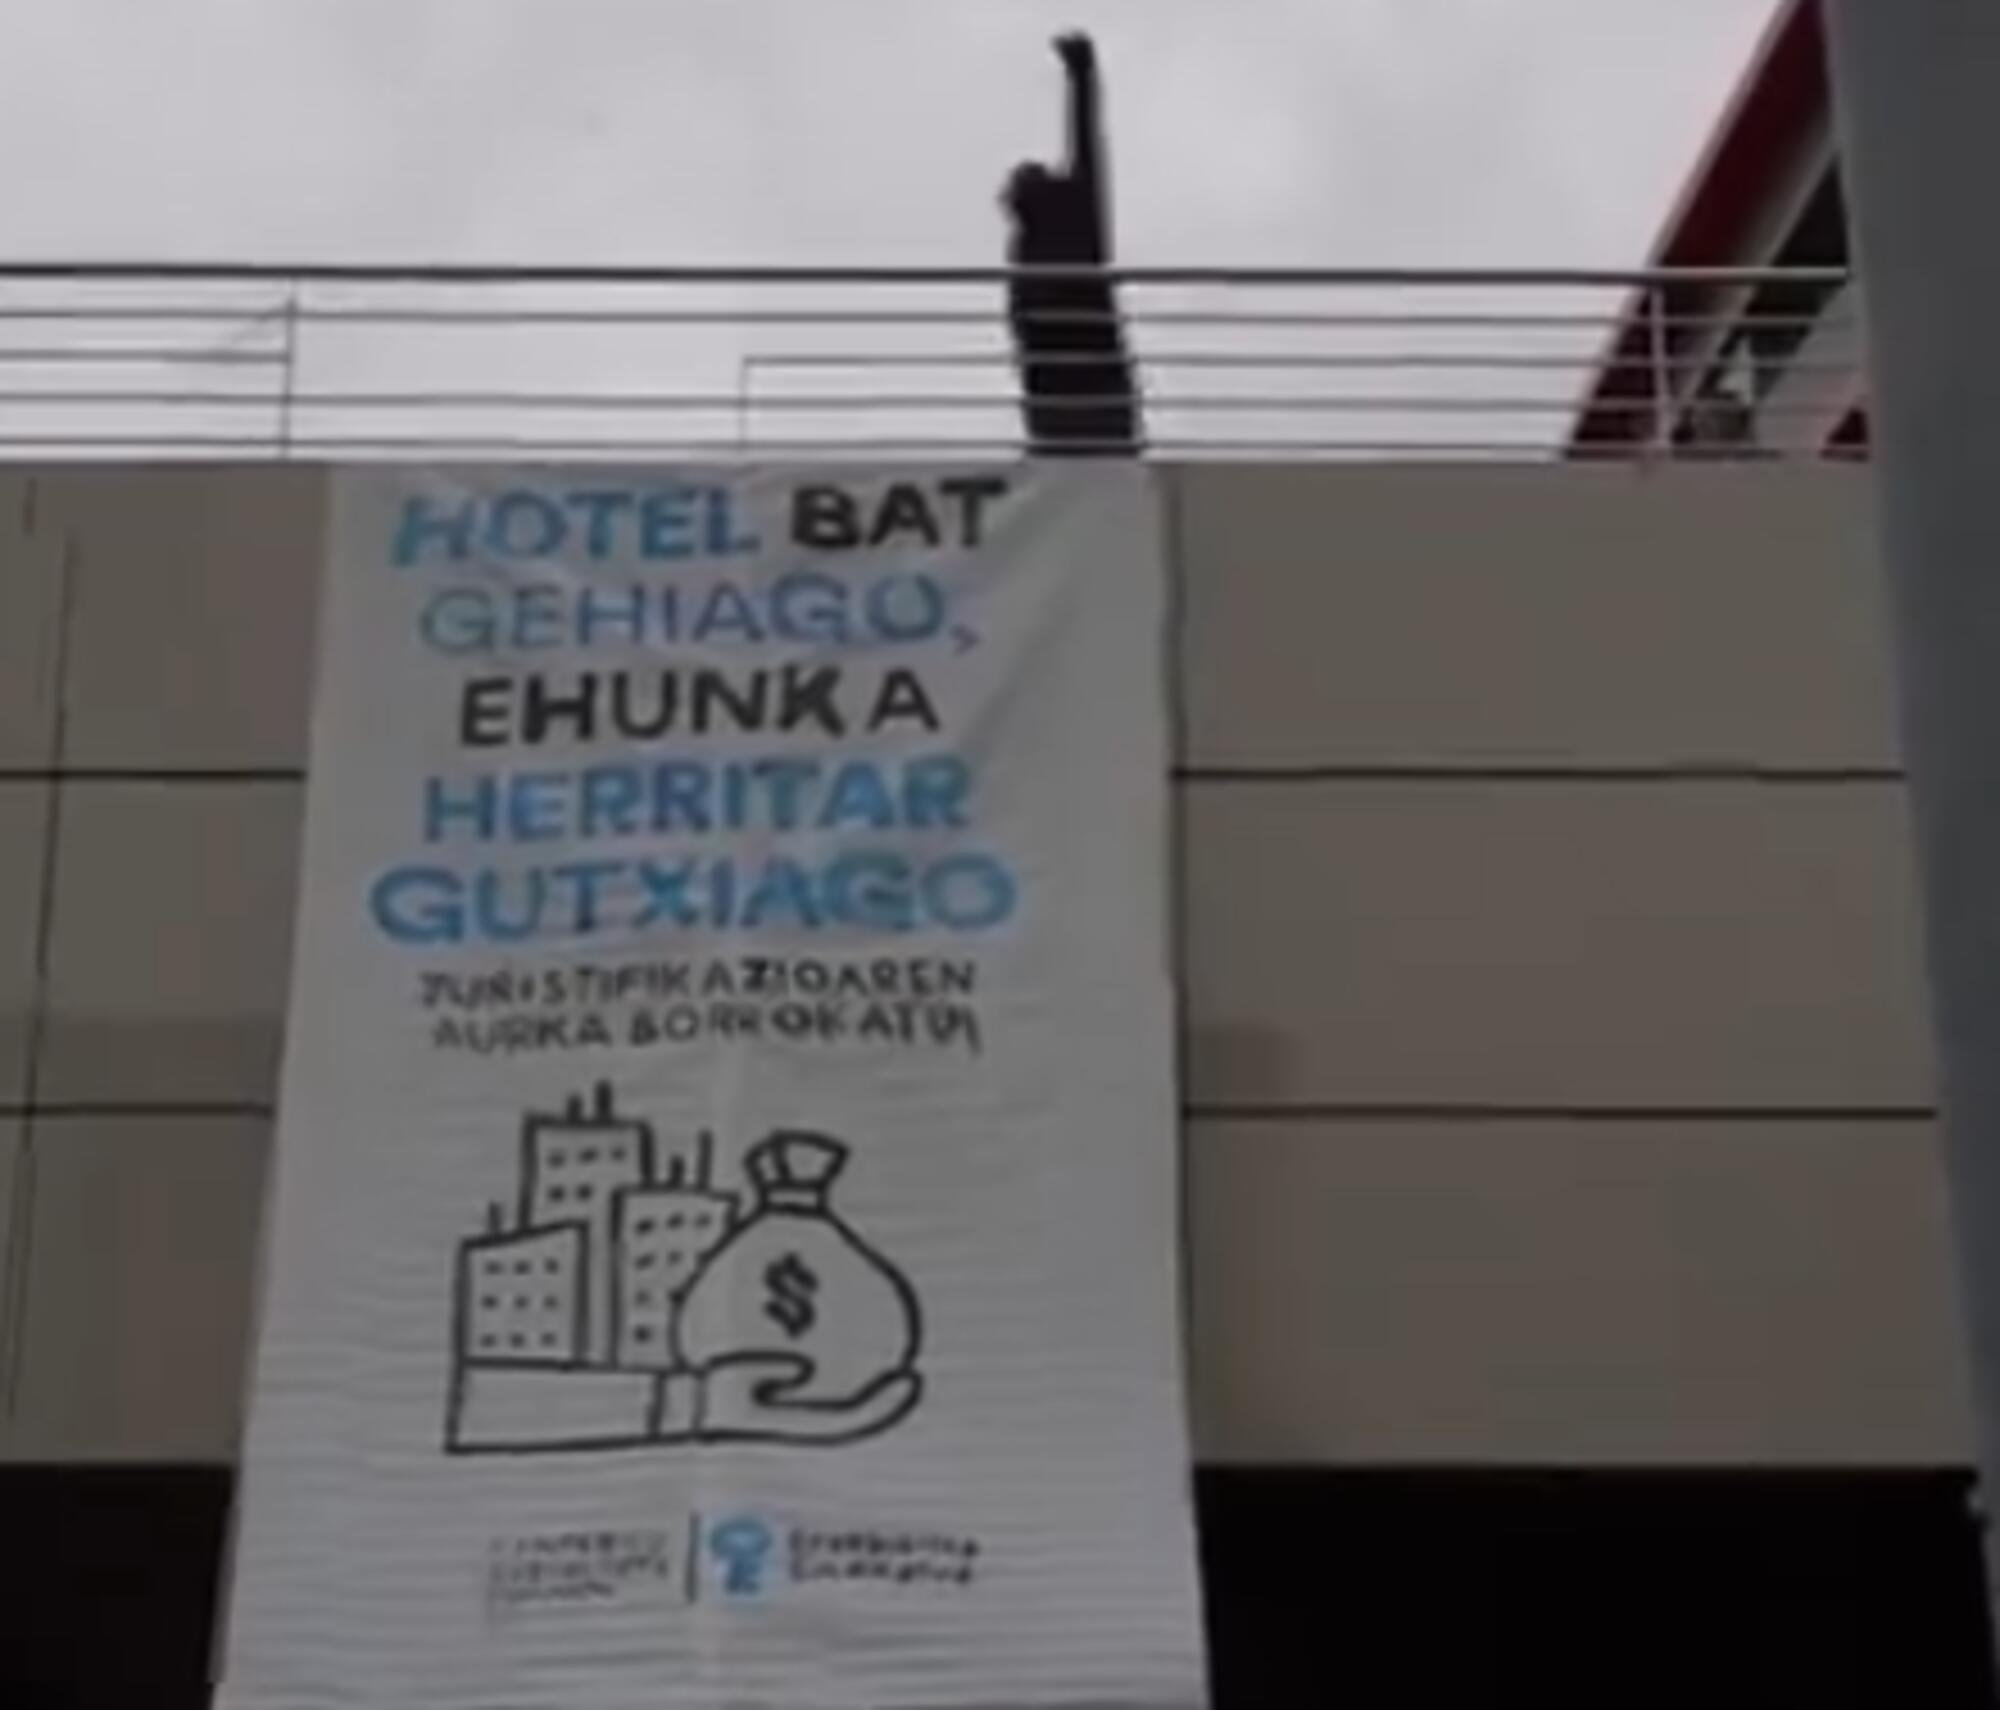 HOTEL BAT
GEHIAGO,
EHUNKA
HERRITAR
GUTXIAGO
TURISTIFIKAZIOAREN
AURKA BORROKATU!
$